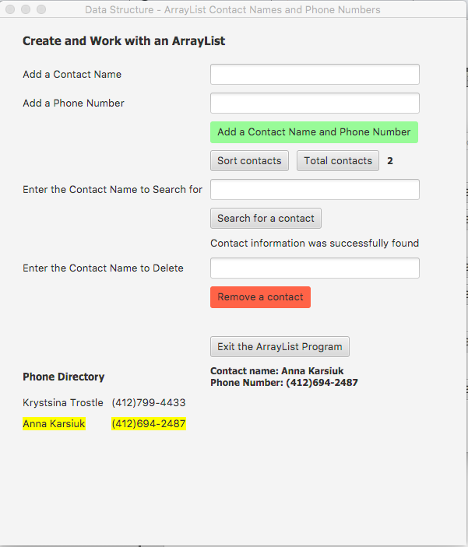 Data Structure - ArrayList Contact Names and Phone Numbers
Create and Work with an ArrayList
Add a Contact Name
Add a Phone Number
Add a Contact Name and Phone Number
Sort contacts Total contacts 2
Enter the Contact Name to Search for
Search for a contact
Contact information was successfully found
Enter the Contact Name to Delete
Remove a contact
Exit the ArrayList Program
Contact name: Anna Karsiuk
Phone Number: (412)694-2487
Phone Directory
Krystsina Trostle (412)799-4433
Anna Karsiuk (412)694-2487